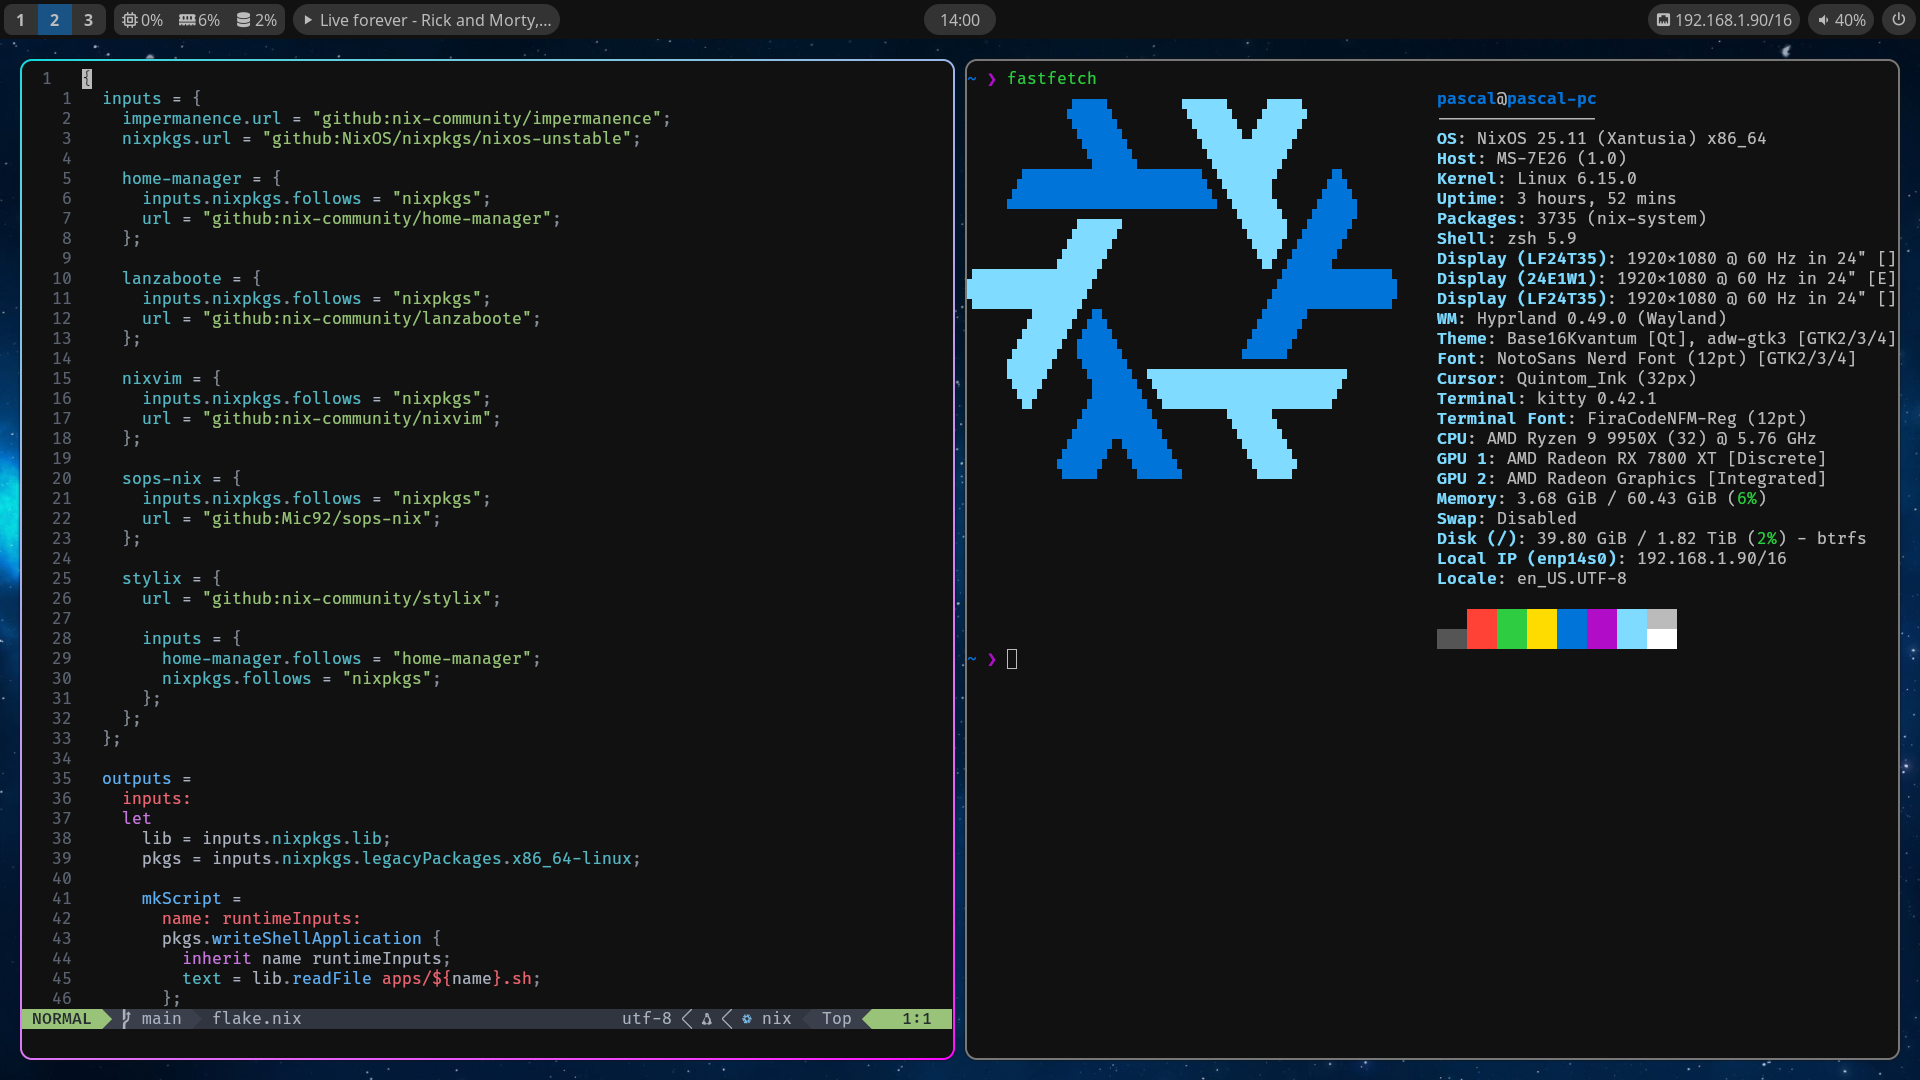 1 2 3 0% 6% 2% Live forever - Rick and Morty,... 14:00 192.168.1.90/16 40%
1 {
1 inputs = {
2 impermanence.url = "github:nix-community/impermanence";
3 nixpkgs.url = "github:NixOS/nixpkgs/nixos-unstable";
4
5 home-manager = {
6 inputs.nixpkgs.follows = "nixpkgs";
7 url = "github:nix-community/home-manager";
8 };
9
10 lanzaboote = {
11 inputs.nixpkgs.follows = "nixpkgs";
12 url = "github:nix-community/lanzaboote";
13 };
14
15 nixvim = {
16 inputs.nixpkgs.follows = "nixpkgs";
17 url = "github:nix-community/nixvim";
18 };
19
20 sops-nix = {
21 inputs.nixpkgs.follows = "nixpkgs";
22 url = "github:Mic92/sops-nix";
23 };
24
25 stylix = {
26 url = "github:nix-community/stylix";
27
28 inputs = {
29 home-manager.follows = "home-manager";
30 nixpkgs.follows = "nixpkgs";
31 };
32 };
33 };
34
35 outputs =
36 inputs:
37 let
38 lib = inputs.nixpkgs.lib;
39 pkgs = inputs.nixpkgs.legacyPackages.x86_64-linux;
40
41 mkScript =
42 name: runtimeInputs:
43 pkgs.writeShellApplication {
44 inherit name runtimeInputs;
45 text = lib.readFile apps/${name}.sh;
46 };
NORMAL main flake.nix utf-8 nix Top 1:1
~ ❯ fastfetch
pascal@pascal-pc
OS: NixOS 25.11 (Xantusia) x86_64
Host: MS-7E26 (1.0)
Kernel: Linux 6.15.0
Uptime: 3 hours, 52 mins
Packages: 3735 (nix-system)
Shell: zsh 5.9
Display (LF24T35): 1920×1080 @ 60 Hz in 24" []
Display (24E1W1): 1920×1080 @ 60 Hz in 24" [E]
Display (LF24T35): 1920×1080 @ 60 Hz in 24" []
WM: Hyprland 0.49.0 (Wayland)
Theme: Base16Kvantum [Qt], adw-gtk3 [GTK2/3/4]
Font: NotoSans Nerd Font (12pt) [GTK2/3/4]
Cursor: Quintom_Ink (32px)
Terminal: kitty 0.42.1
Terminal Font: FiraCodeNFM-Reg (12pt)
CPU: AMD Ryzen 9 9950X (32) @ 5.76 GHz
GPU 1: AMD Radeon RX 7800 XT [Discrete]
GPU 2: AMD Radeon Graphics [Integrated]
Memory: 3.68 GiB / 60.43 GiB (6%)
Swap: Disabled
Disk (/): 39.80 GiB / 1.82 TiB (2%) - btrfs
Local IP (enp14s0): 192.168.1.90/16
Locale: en_US.UTF-8
~ ❯